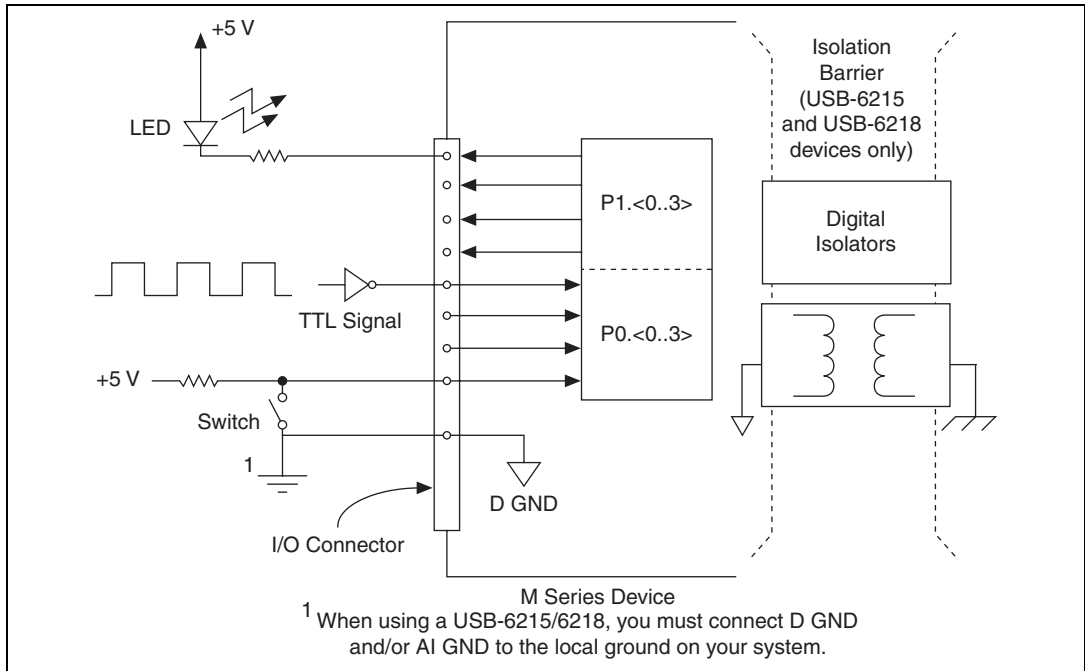 +5 V
LED
Isolation
Barrier
(USB-6215
and USB-6218
devices only)
P1.<0..3>
Digital
Isolators
TTL Signal
P0.<0..3>
+5 V
Switch
1
D GND
I/O Connector
M Series Device
1 When using a USB-6215/6218, you must connect D GND
and/or AI GND to the local ground on your system.